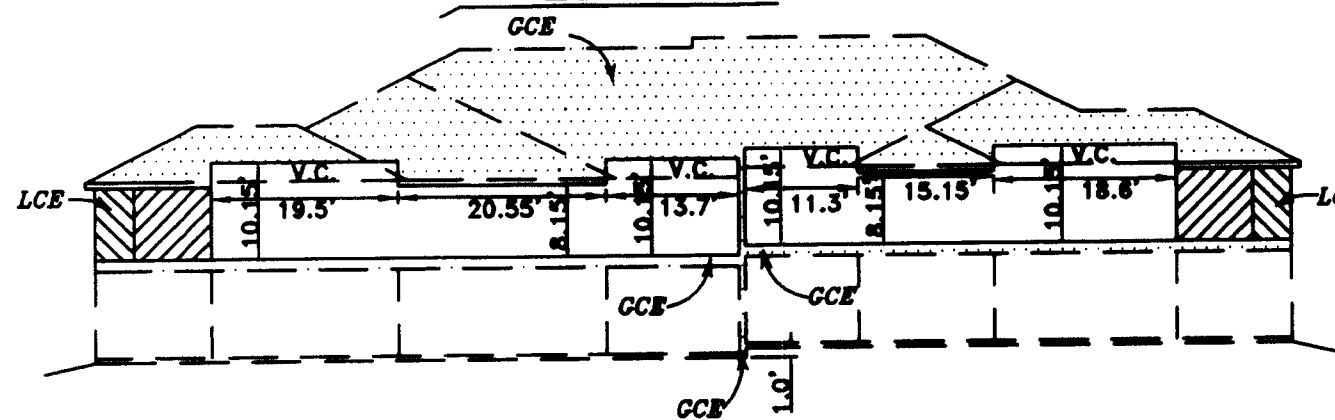 GCE
V.C.
V.C.
V.C.
V.C.
LCE
10.15'
19.5'
20.55'
8.15'
10.15'
13.7'
10.15'
11.3'
8.15'
15.15'
10.15'
18.6'
GCE
GCE
GCE
1.0'